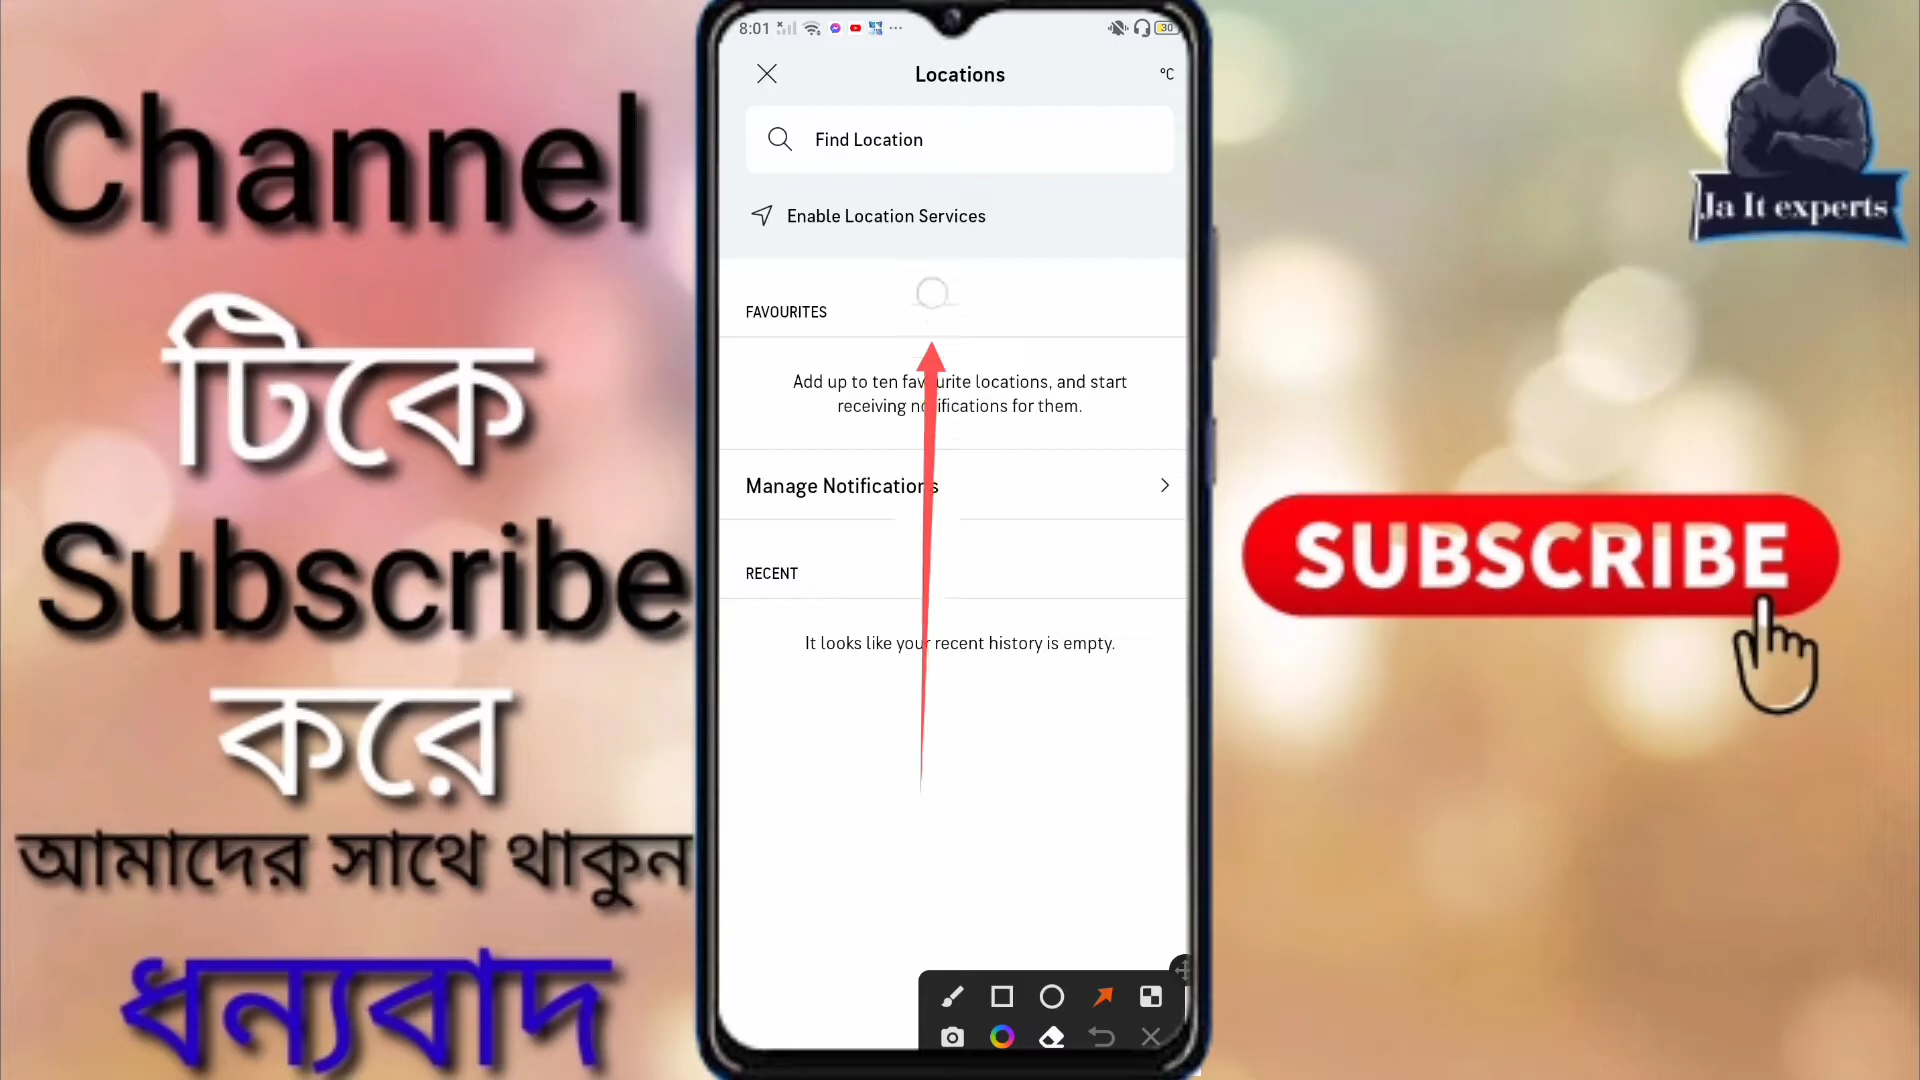 Channel
টিকে
Subscribe
করে
আমাদের সাথে থাকুন
ধন্যবাদ
8:01
30
Locations
°C
Find Location
Enable Location Services
FAVOURITES
Add up to ten favourite locations, and start
receiving notifications for them.
Manage Notifications
RECENT
It looks like your recent history is empty.
Ja It experts
SUBSCRIBE